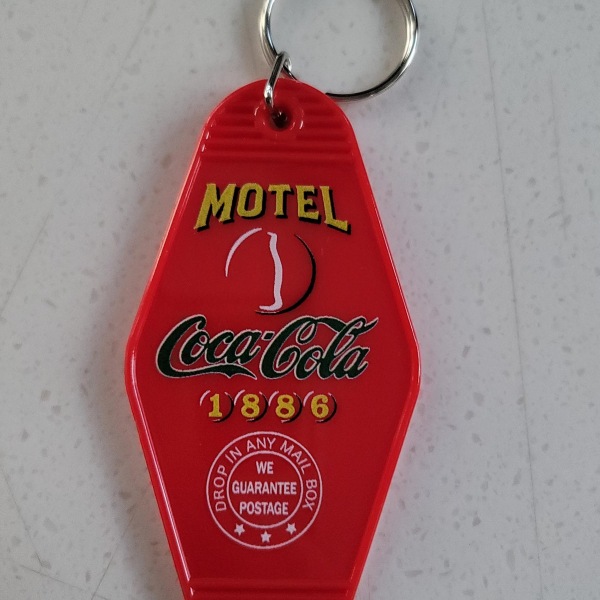 MOTEL
Coca-Cola
1886
DROP IN ANY MAIL BOX
WE
GUARANTEE
POSTAGE